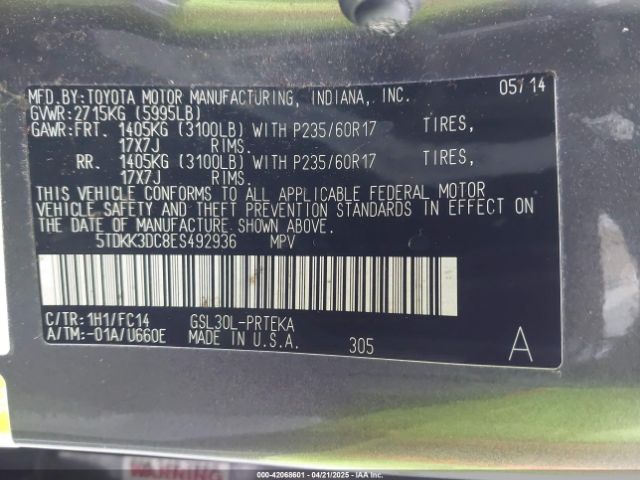 MFD.BY:TOYOTA MOTOR MANUFACTURING, INDIANA, INC. 05/14
GVWR:2715KG (5995LB)
GAWR:FRT. 1405KG (3100LB) WITH P235/60R17 TIRES,
17X7J RIMS.
RR. 1405KG (3100LB) WITH P235/60R17 TIRES,
17X7J RIMS.
THIS VEHICLE CONFORMS TO ALL APPLICABLE FEDERAL MOTOR
VEHICLE SAFETY AND THEFT PREVENTION STANDARDS IN EFFECT ON
THE DATE OF MANUFACTURE SHOWN ABOVE.
5TDKK3DC8ES492936 MPV
C/TR:1H1/FC14 GSL30L-PRTEKA
A/TM:-01A/U660E MADE IN U.S.A. 305 A
WARNING
000-42068601 - 04/21/2025 - Copyright IAA, Inc.